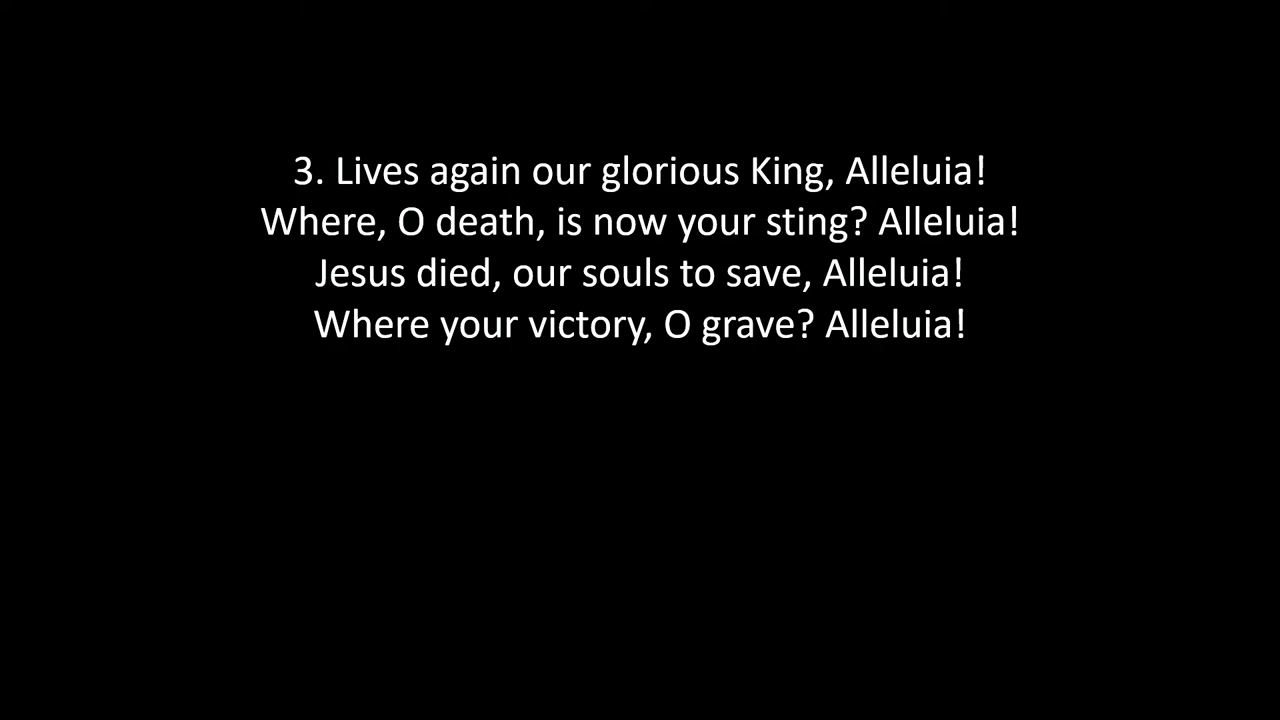 3. Lives again our glorious King, Alleluia!
Where, O death, is now your sting? Alleluia!
Jesus died, our souls to save, Alleluia!
Where your victory, O grave? Alleluia!